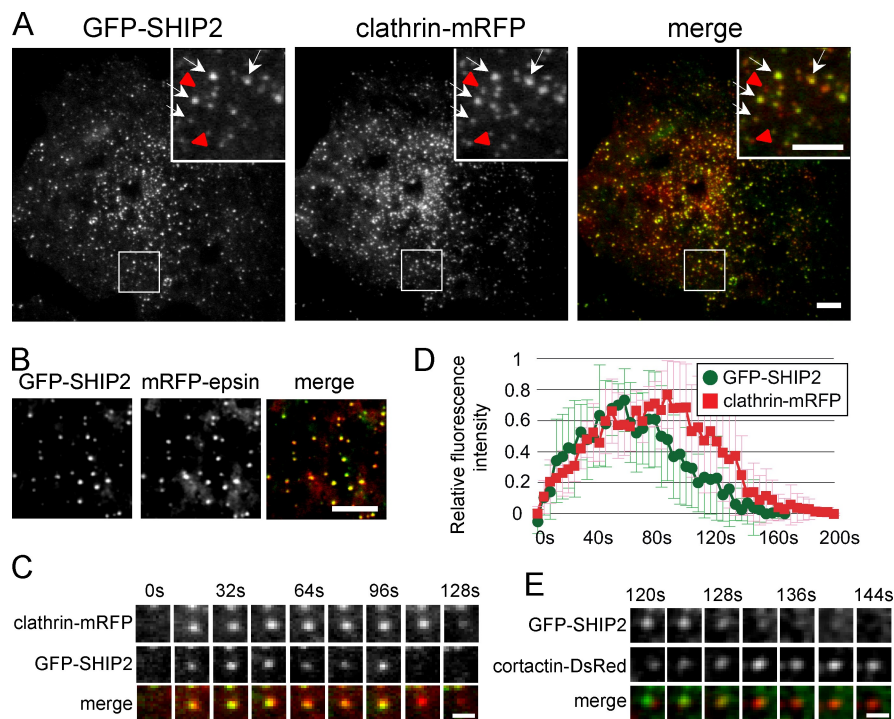 A
GFP-SHIP2 clathrin-mRFP merge
B
GFP-SHIP2 mRFP-epsin merge
D
Relative fluorescence
intensity
1
0.8
0.6
0.4
0.2
0
0s 40s 80s 120s 160s 200s
GFP-SHIP2
clathrin-mRFP
C
0s 32s 64s 96s 128s
clathrin-mRFP
GFP-SHIP2
merge
E
120s 128s 136s 144s
GFP-SHIP2
cortactin-DsRed
merge